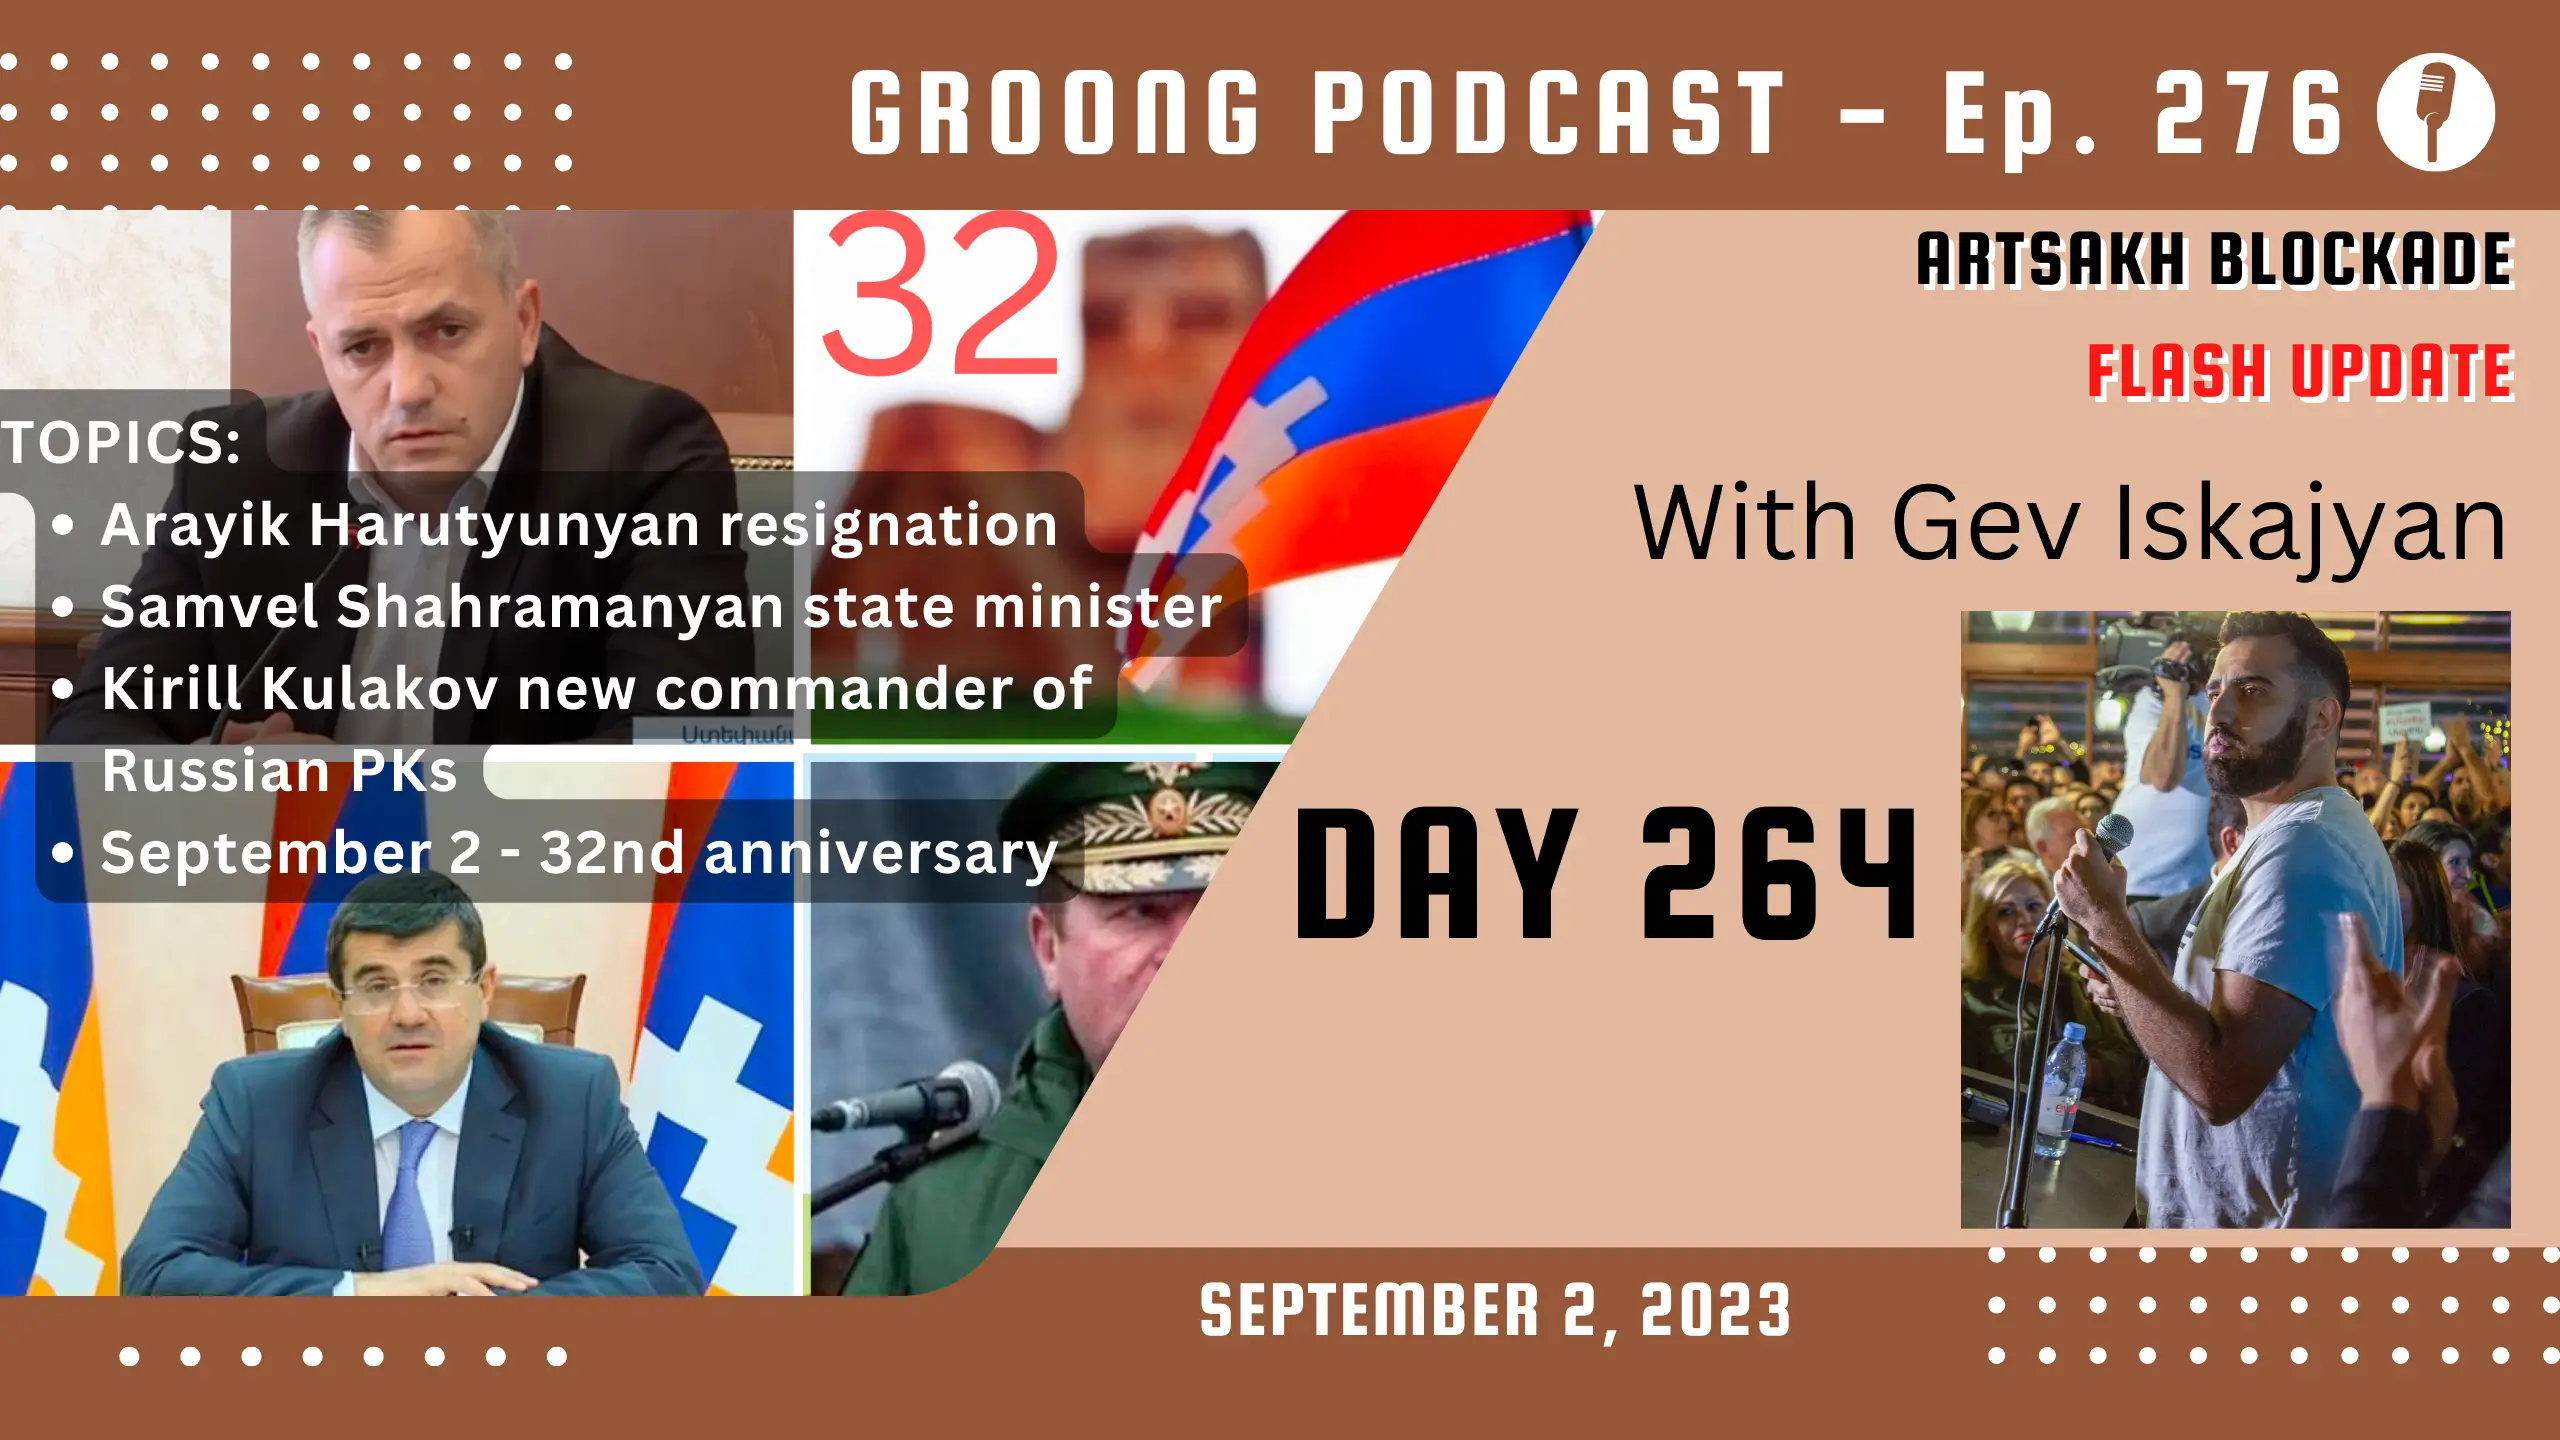 GROONG PODCAST - Ep. 276
32
ARTSAKH BLOCKADE
FLASH UPDATE
With Gev Iskajyan
TOPICS:
• Arayik Harutyunyan resignation
• Samvel Shahramanyan state minister
• Kirill Kulakov new commander of
Russian PKs
• September 2 - 32nd anniversary
DAY 264
SEPTEMBER 2, 2023